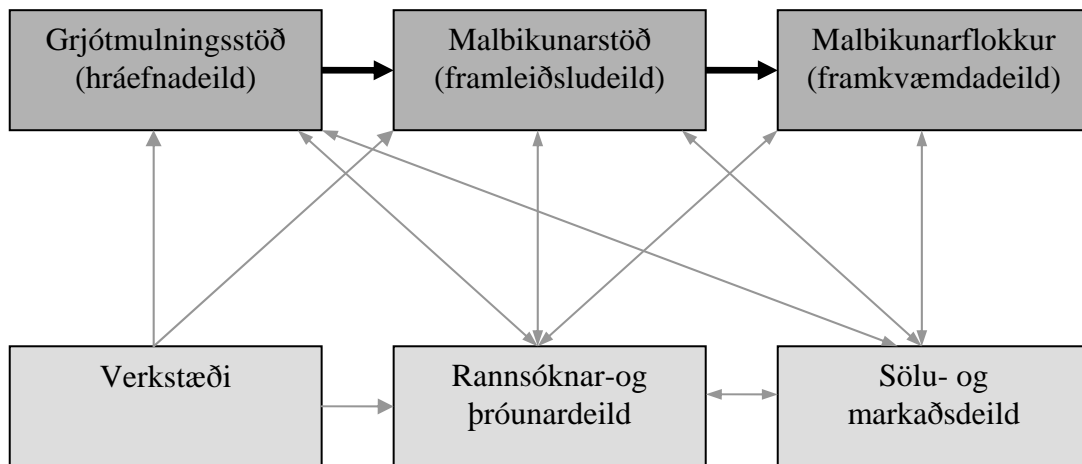 Grjótmulningsstöð
(hráefnadeild)
Malbikunarstöð
(framleiðsludeild)
Malbikunarflokkur
(framkvæmdadeild)
Verkstæði
Rannsóknar-og
þróunardeild
Sölu- og
markaðsdeild